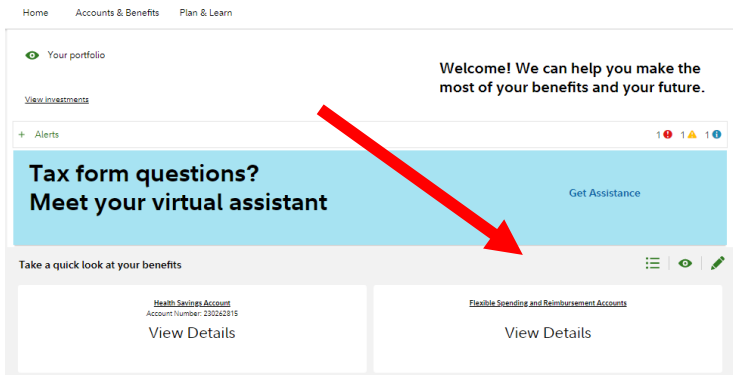 Home Accounts & Benefits Plan & Learn
Your portfolio
Welcome! We can help you make the
most of your benefits and your future.
View investments
+ Alerts
1 1 1
Tax form questions?
Meet your virtual assistant
Get Assistance
Take a quick look at your benefits
Health Savings Account
Account Number: 230262815
View Details
Flexible Spending and Reimbursement Accounts
View Details